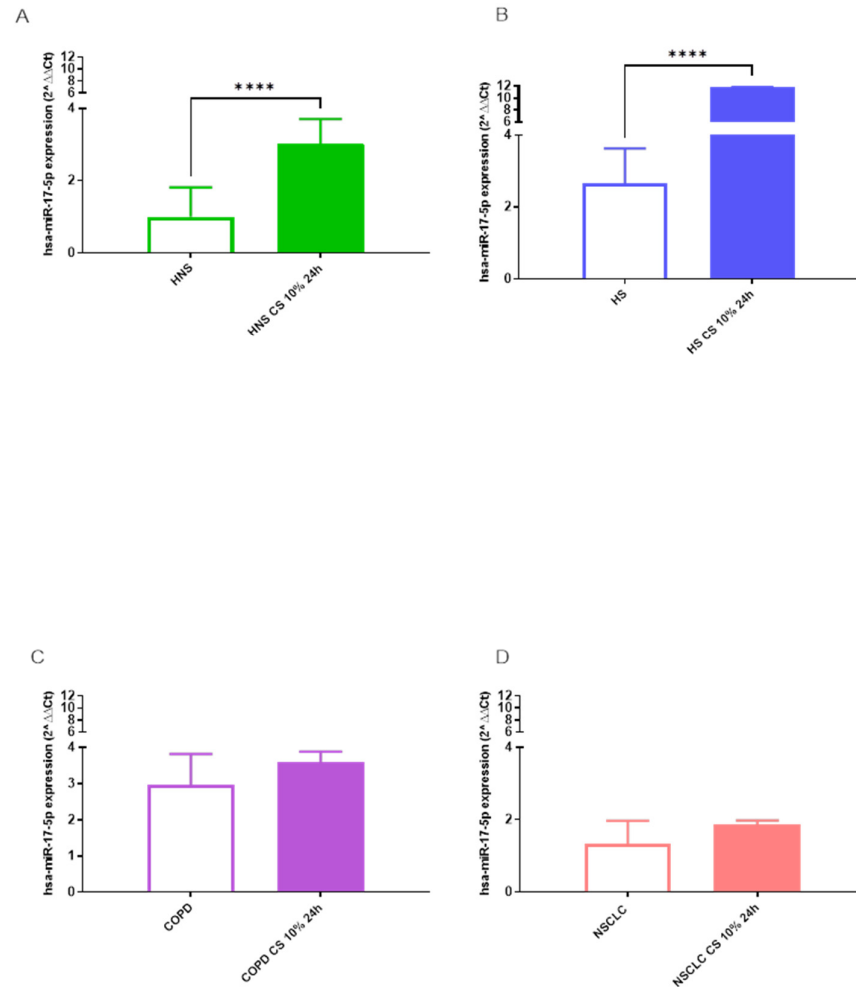 A
hsa-miR-17-5p expression (2^ΔΔCt)
12
10
8
6
4
2
0
****
HNS
HNS CS 10% 24h
B
hsa-miR-17-5p expression (2^ΔΔCt)
12
10
8
6
4
2
0
****
HS
HS CS 10% 24h
C
hsa-miR-17-5p expression (2^ΔΔCt)
12
10
8
6
4
3
2
1
0
COPD
COPD CS 10% 24h
D
hsa-miR-17-5p expression (2^ΔΔCt)
12
10
8
6
4
2
0
NSCLC
NSCLC CS 10% 24h